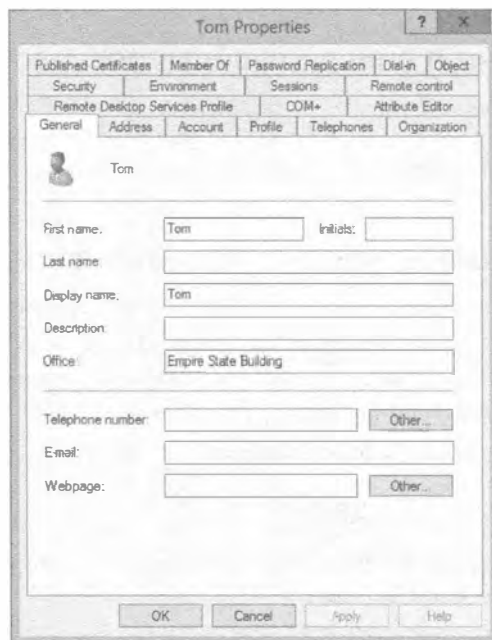 Tom Properties
? ×
Published Certificates Member Of Password Replication Dial-in Object
Security Environment Sessions Remote control
Remote Desktop Services Profile COM+ Attribute Editor
General Address Account Profile Telephones Organization
Tom
First name: Tom Initials:
Last name:
Display name: Tom
Description:
Office: Empire State Building
Telephone number: Other...
E-mail:
Webpage: Other...
OK Cancel Apply Help